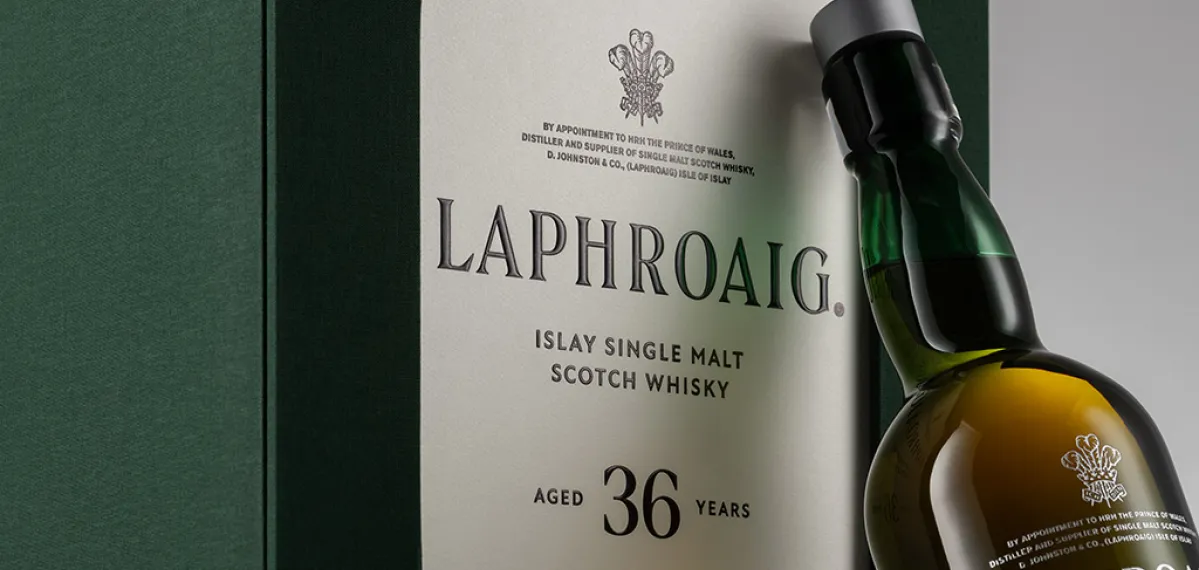 BY APPOINTMENT TO HRH THE PRINCE OF WALES,
DISTILLER AND SUPPLIER OF SINGLE MALT SCOTCH WHISKY,
D. JOHNSTON & CO., (LAPHROAIG) ISLE OF ISLAY
LAPHROAIG.
ISLAY SINGLE MALT
SCOTCH WHISKY
AGED 36 YEARS
BY APPOINTMENT TO HRH THE PRINCE OF WALES,
DISTILLER AND SUPPLIER OF SINGLE MALT SCOTCH WHISKY,
D. JOHNSTON & CO., (LAPHROAIG) ISLE OF ISLAY